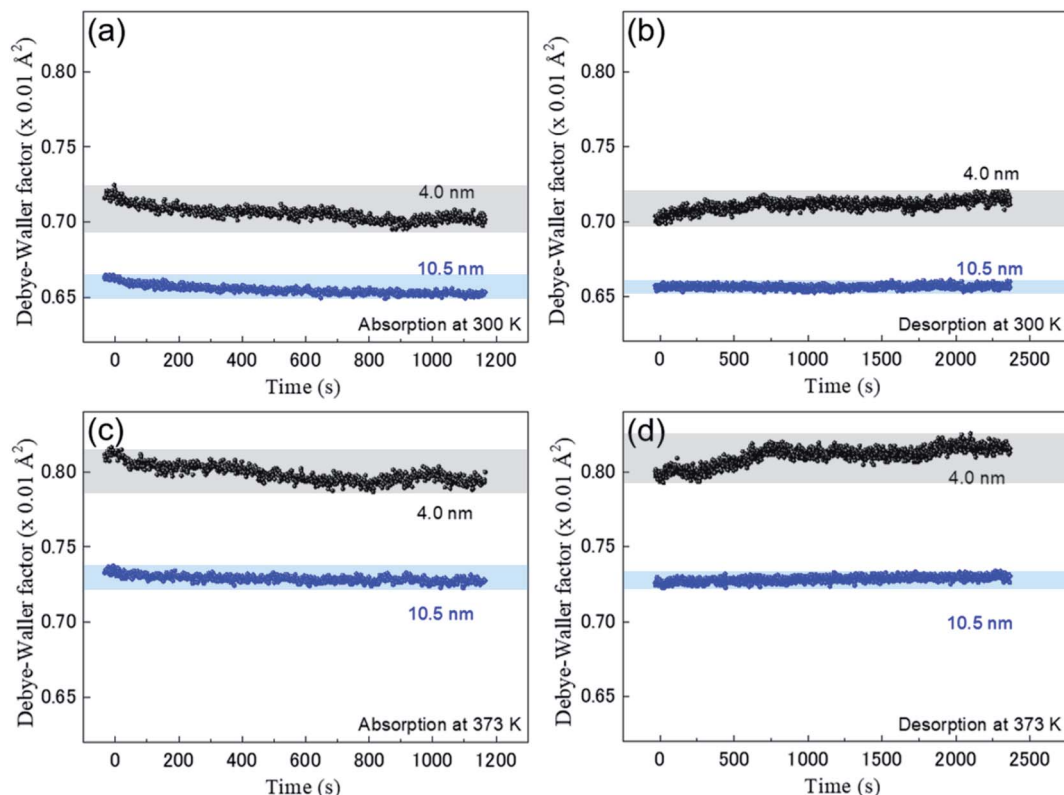 (a)
Debye-Waller factor (x 0.01 Å²)
0.80
0.75
0.70
0.65
4.0 nm
10.5 nm
Absorption at 300 K
0 200 400 600 800 1000 1200
Time (s)
(b)
Debye-Waller factor (x 0.01 Å²)
0.80
0.75
0.70
0.65
4.0 nm
10.5 nm
Desorption at 300 K
0 500 1000 1500 2000 2500
Time (s)
(c)
Debye-Waller factor (x 0.01 Å²)
0.80
0.75
0.70
0.65
4.0 nm
10.5 nm
Absorption at 373 K
0 200 400 600 800 1000 1200
Time (s)
(d)
Debye-Waller factor (x 0.01 Å²)
0.80
0.75
0.70
0.65
4.0 nm
10.5 nm
Desorption at 373 K
0 500 1000 1500 2000 2500
Time (s)